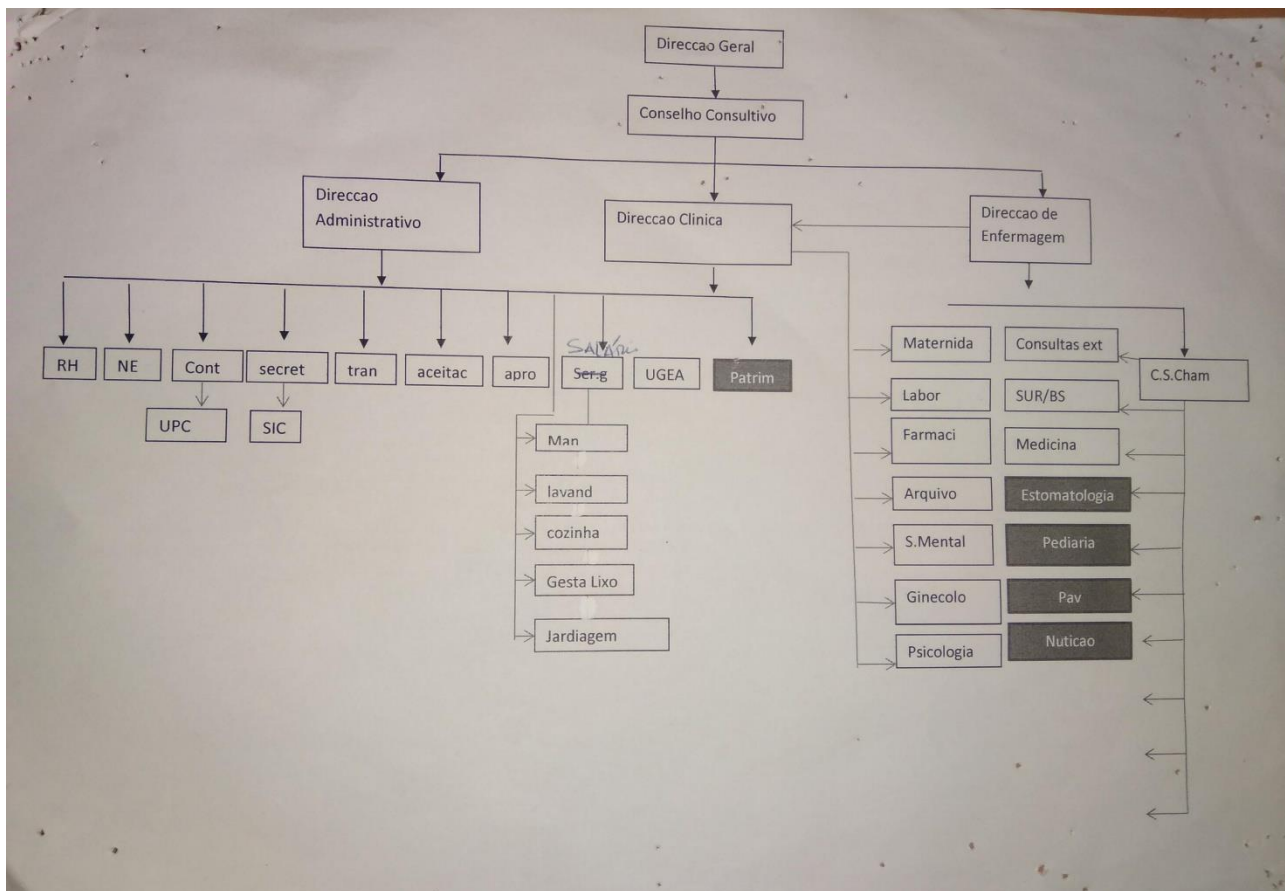 Direccao Geral
Conselho Consultivo
Direccao
Administrativo
Direccao Clinica
Direccao de
Enfermagem
RH
NE
Cont
secret
tran
aceitac
apro
SALÁRIO
Ser.g
UGEA
Patrim
UPC
SIC
Man
lavand
cozinha
Gesta Lixo
Jardiagem
Maternida
Labor
Farmaci
Arquivo
S.Mental
Ginecolo
Psicologia
Consultas ext
SUR/BS
Medicina
Estomatologia
Pediaria
Pav
Nuticao
C.S.Cham